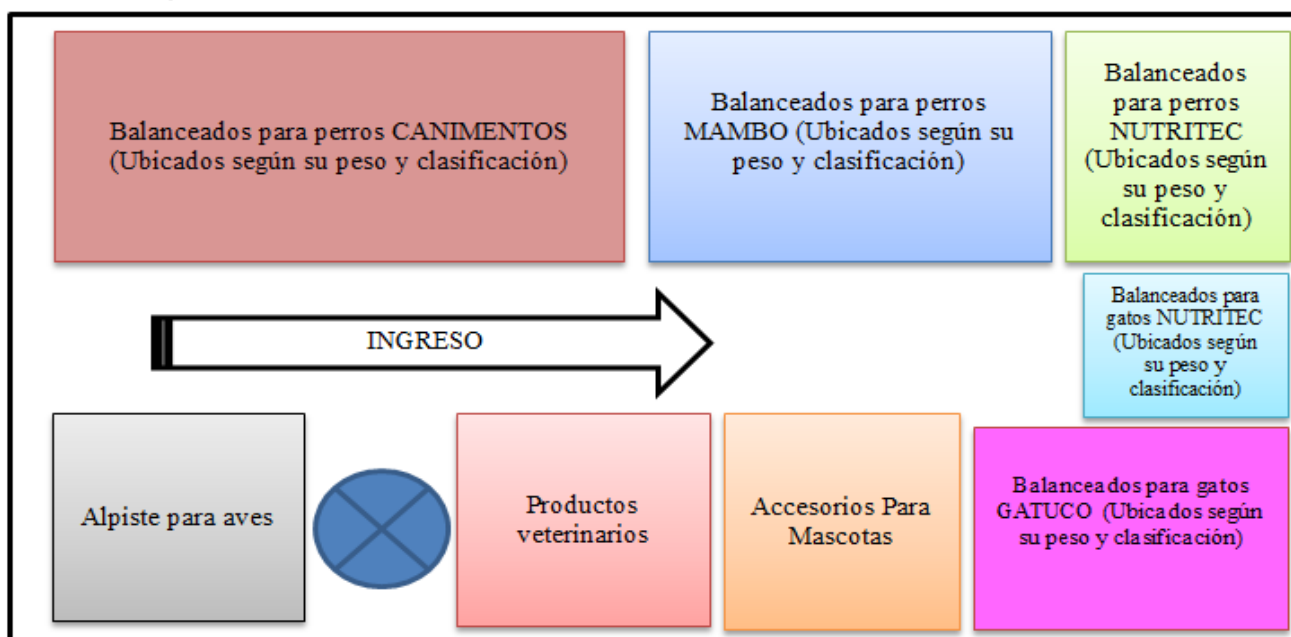 Balanceados para perros CANIMENTOS
(Ubicados según su peso y clasificación)
Balanceados para perros
MAMBO (Ubicados según su
peso y clasificación)
Balanceados
para perros
NUTRITEC
(Ubicados según
su peso y
clasificación)
INGRESO
Balanceados para
gatos NUTRITEC
(Ubicados según
su peso y
clasificación)
Alpiste para aves
Productos
veterinarios
Accesorios Para
Mascotas
Balanceados para gatos
GATUCO (Ubicados según
su peso y clasificación)